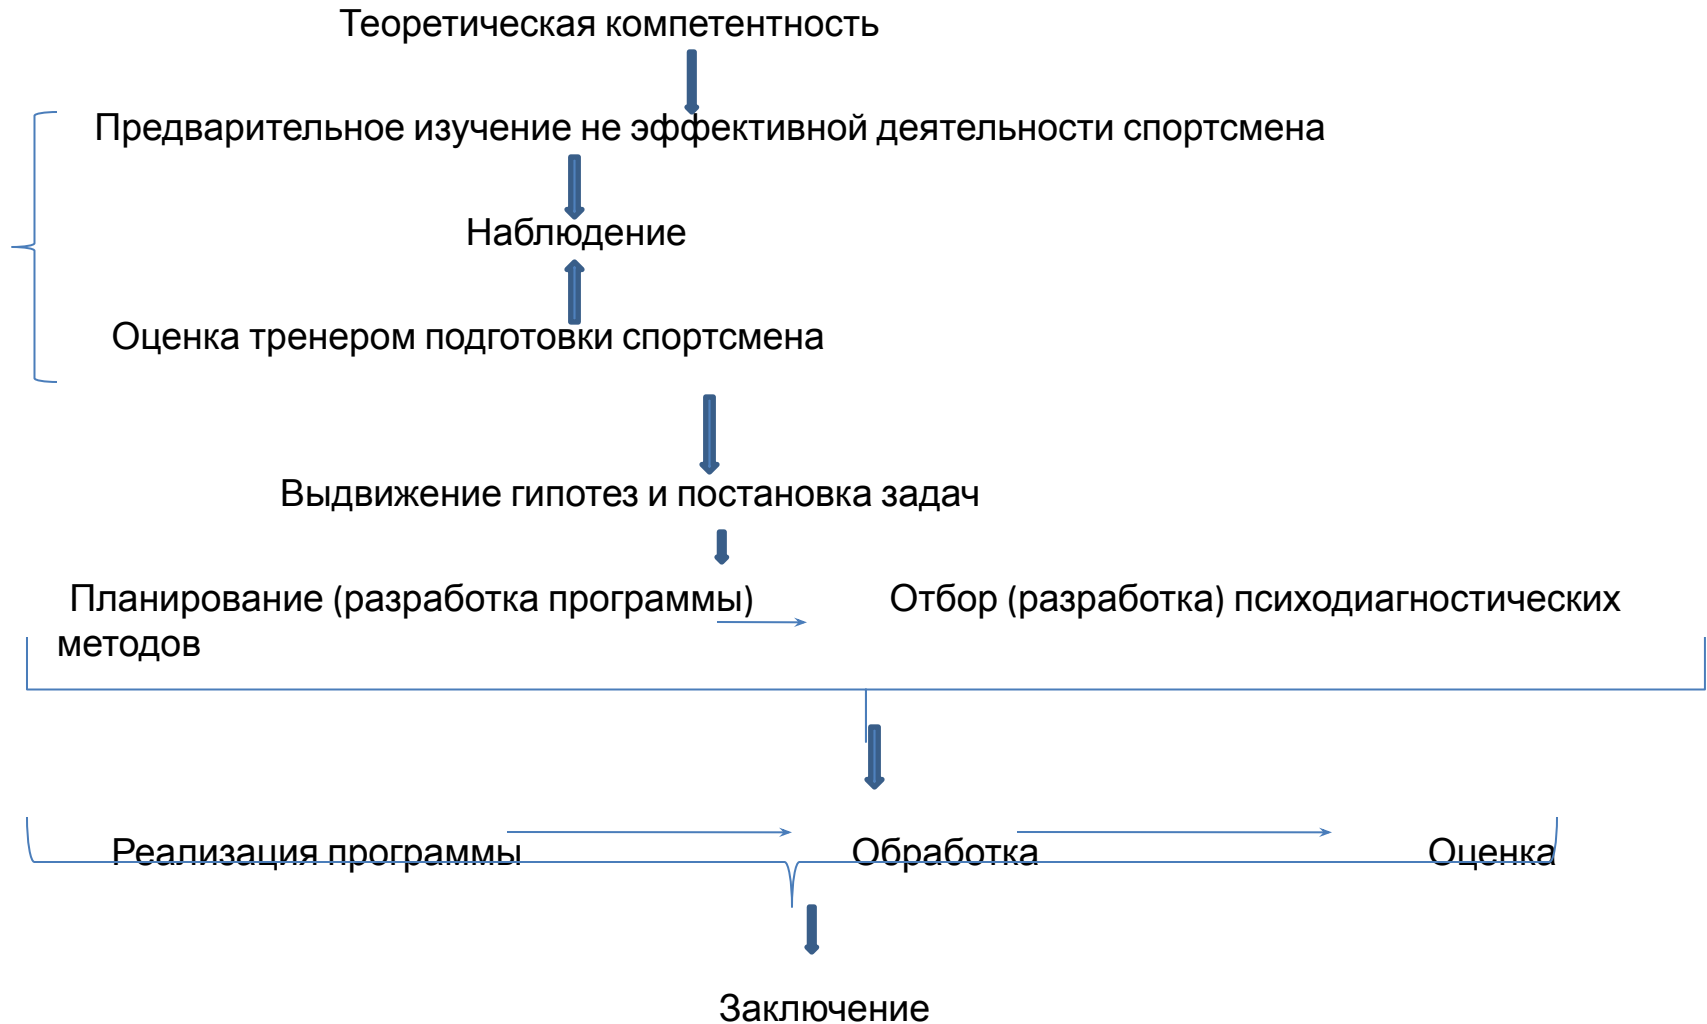 Теоретическая компетентность
Предварительное изучение не эффективной деятельности спортсмена
Наблюдение
Оценка тренером подготовки спортсмена
Выдвижение гипотез и постановка задач
Планирование (разработка программы) Отбор (разработка) психодиагностических
методов
Реализация программы Обработка Оценка
Заключение